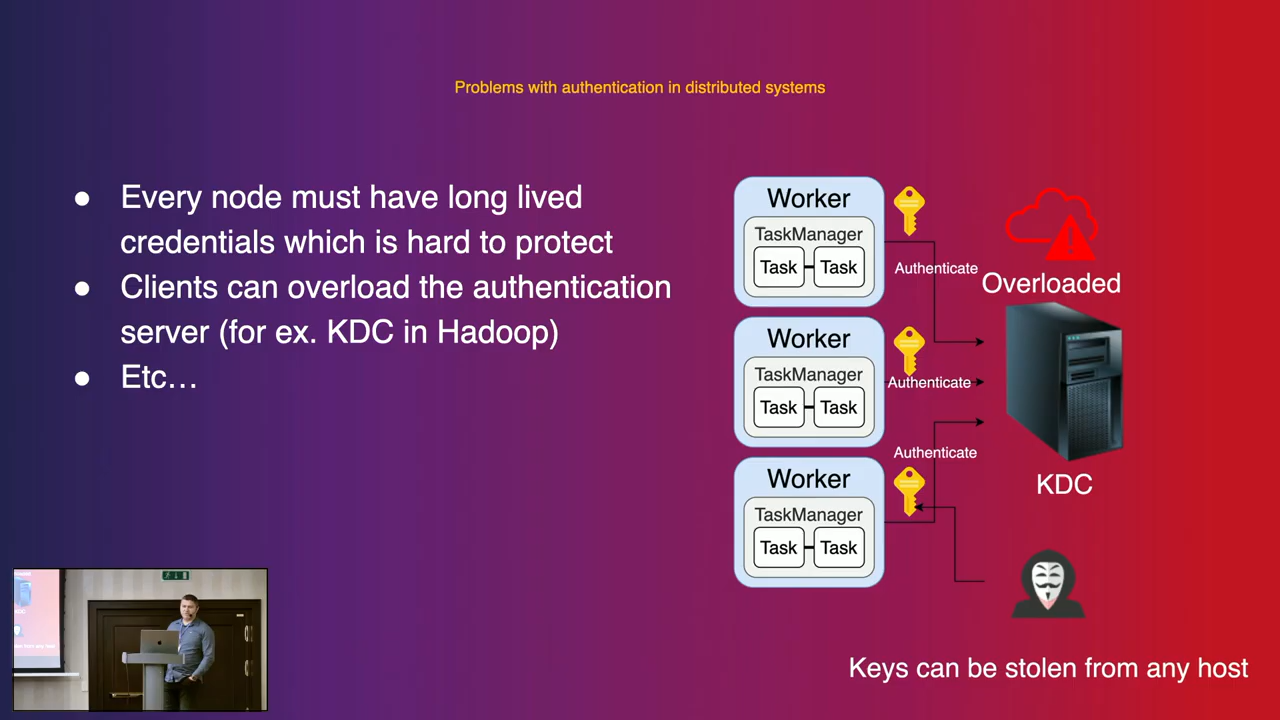 Problems with authentication in distributed systems
● Every node must have long lived
credentials which is hard to protect
● Clients can overload the authentication
server (for ex. KDC in Hadoop)
● Etc…
Worker
TaskManager
Task
Task
Authenticate
Overloaded
Worker
TaskManager
Task
Task
Authenticate
Authenticate
KDC
Worker
TaskManager
Task
Task
Keys can be stolen from any host